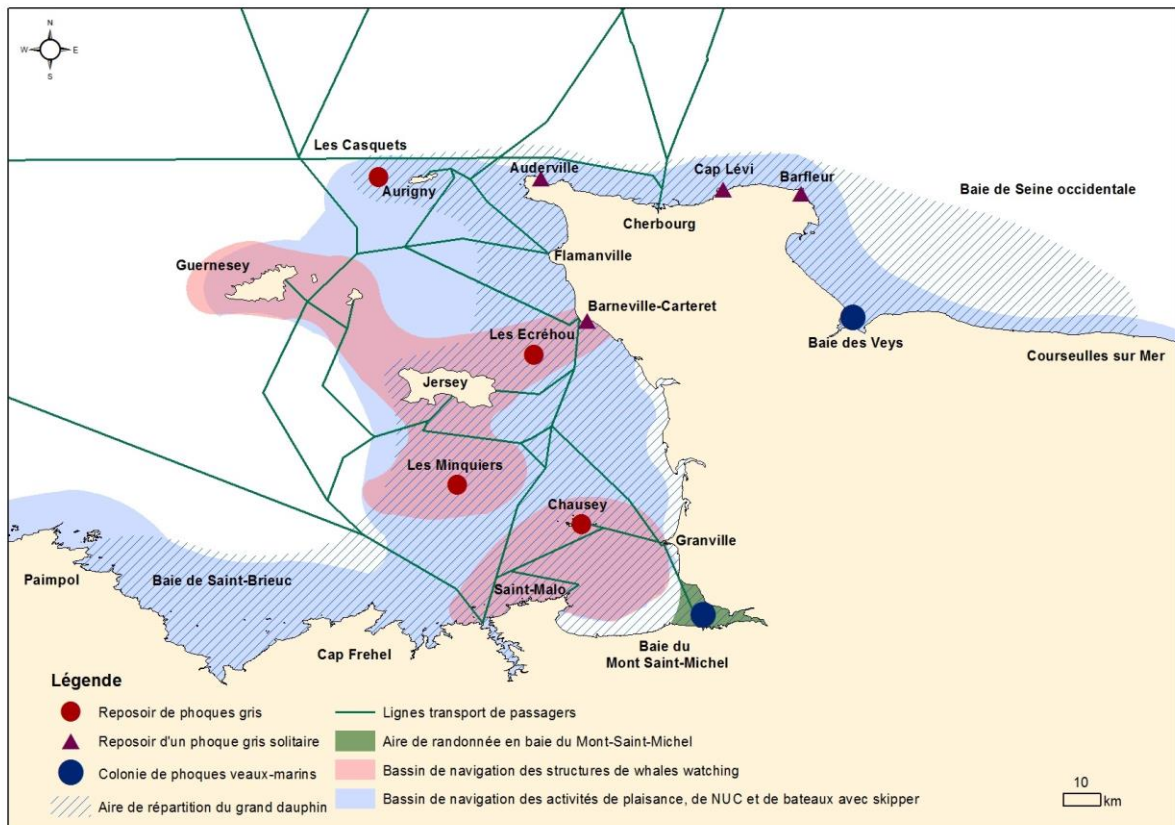 N
W E
S
Les Casquets
Aurigny
Auderville
Cap Lévi
Barfleur
Baie de Seine occidentale
Cherbourg
Flamanville
Guernesey
Barneville-Carteret
Les Ecréhou
Baie des Veys
Courseulles sur Mer
Jersey
Les Minquiers
Chausey
Granville
Paimpol
Baie de Saint-Brieuc
Saint-Malo
Cap Frehel
Baie du
Mont Saint-Michel
Légende
Reposoir de phoques gris
Reposoir d'un phoque gris solitaire
Colonie de phoques veaux-marins
Aire de répartition du grand dauphin
Lignes transport de passagers
Aire de randonnée en baie du Mont-Saint-Michel
Bassin de navigation des structures de whales watching
Bassin de navigation des activités de plaisance, de NUC et de bateaux avec skipper
10
km